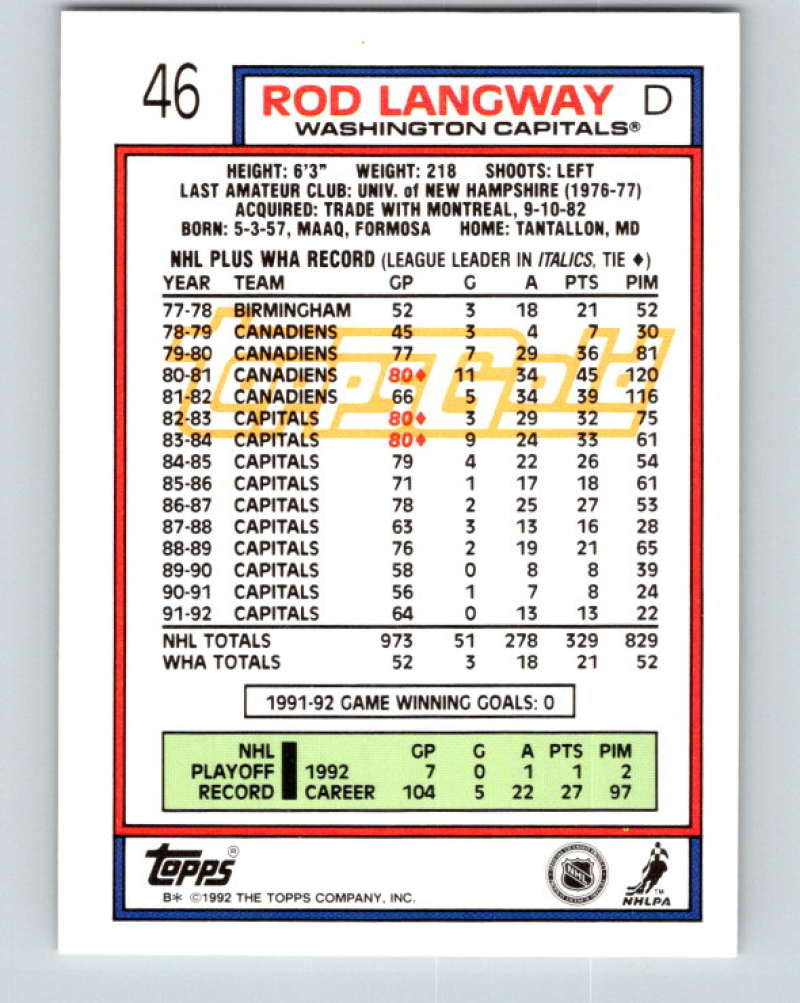 46
ROD LANGWAY D
WASHINGTON CAPITALS®
HEIGHT: 6'3" WEIGHT: 218 SHOOTS: LEFT
LAST AMATEUR CLUB: UNIV. of NEW HAMPSHIRE (1976-77)
ACQUIRED: TRADE WITH MONTREAL, 9-10-82
BORN: 5-3-57, MAAQ, FORMOSA HOME: TANTALLON, MD
NHL PLUS WHA RECORD (LEAGUE LEADER IN ITALICS, TIE ♦)
YEAR TEAM GP G A PTS PIM
77-78 BIRMINGHAM 52 3 18 21 52
78-79 CANADIENS 45 3 4 7 30
79-80 CANADIENS 77 7 29 36 81
80-81 CANADIENS 80♦ 11 34 45 120
81-82 CANADIENS 66 5 34 39 116
82-83 CAPITALS 80♦ 3 29 32 75
83-84 CAPITALS 80♦ 9 24 33 61
84-85 CAPITALS 79 4 22 26 54
85-86 CAPITALS 71 1 17 18 61
86-87 CAPITALS 78 2 25 27 53
87-88 CAPITALS 63 3 13 16 28
88-89 CAPITALS 76 2 19 21 65
89-90 CAPITALS 58 0 8 8 39
90-91 CAPITALS 56 1 7 8 24
91-92 CAPITALS 64 0 13 13 22
Topps Gold
NHL TOTALS 973 51 278 329 829
WHA TOTALS 52 3 18 21 52
1991-92 GAME WINNING GOALS: 0
NHL GP G A PTS PIM
PLAYOFF 1992 7 0 1 1 2
RECORD CAREER 104 5 22 27 97
TOPPS®
B* ©1992 THE TOPPS COMPANY, INC.
NHL
TM
NHLPA